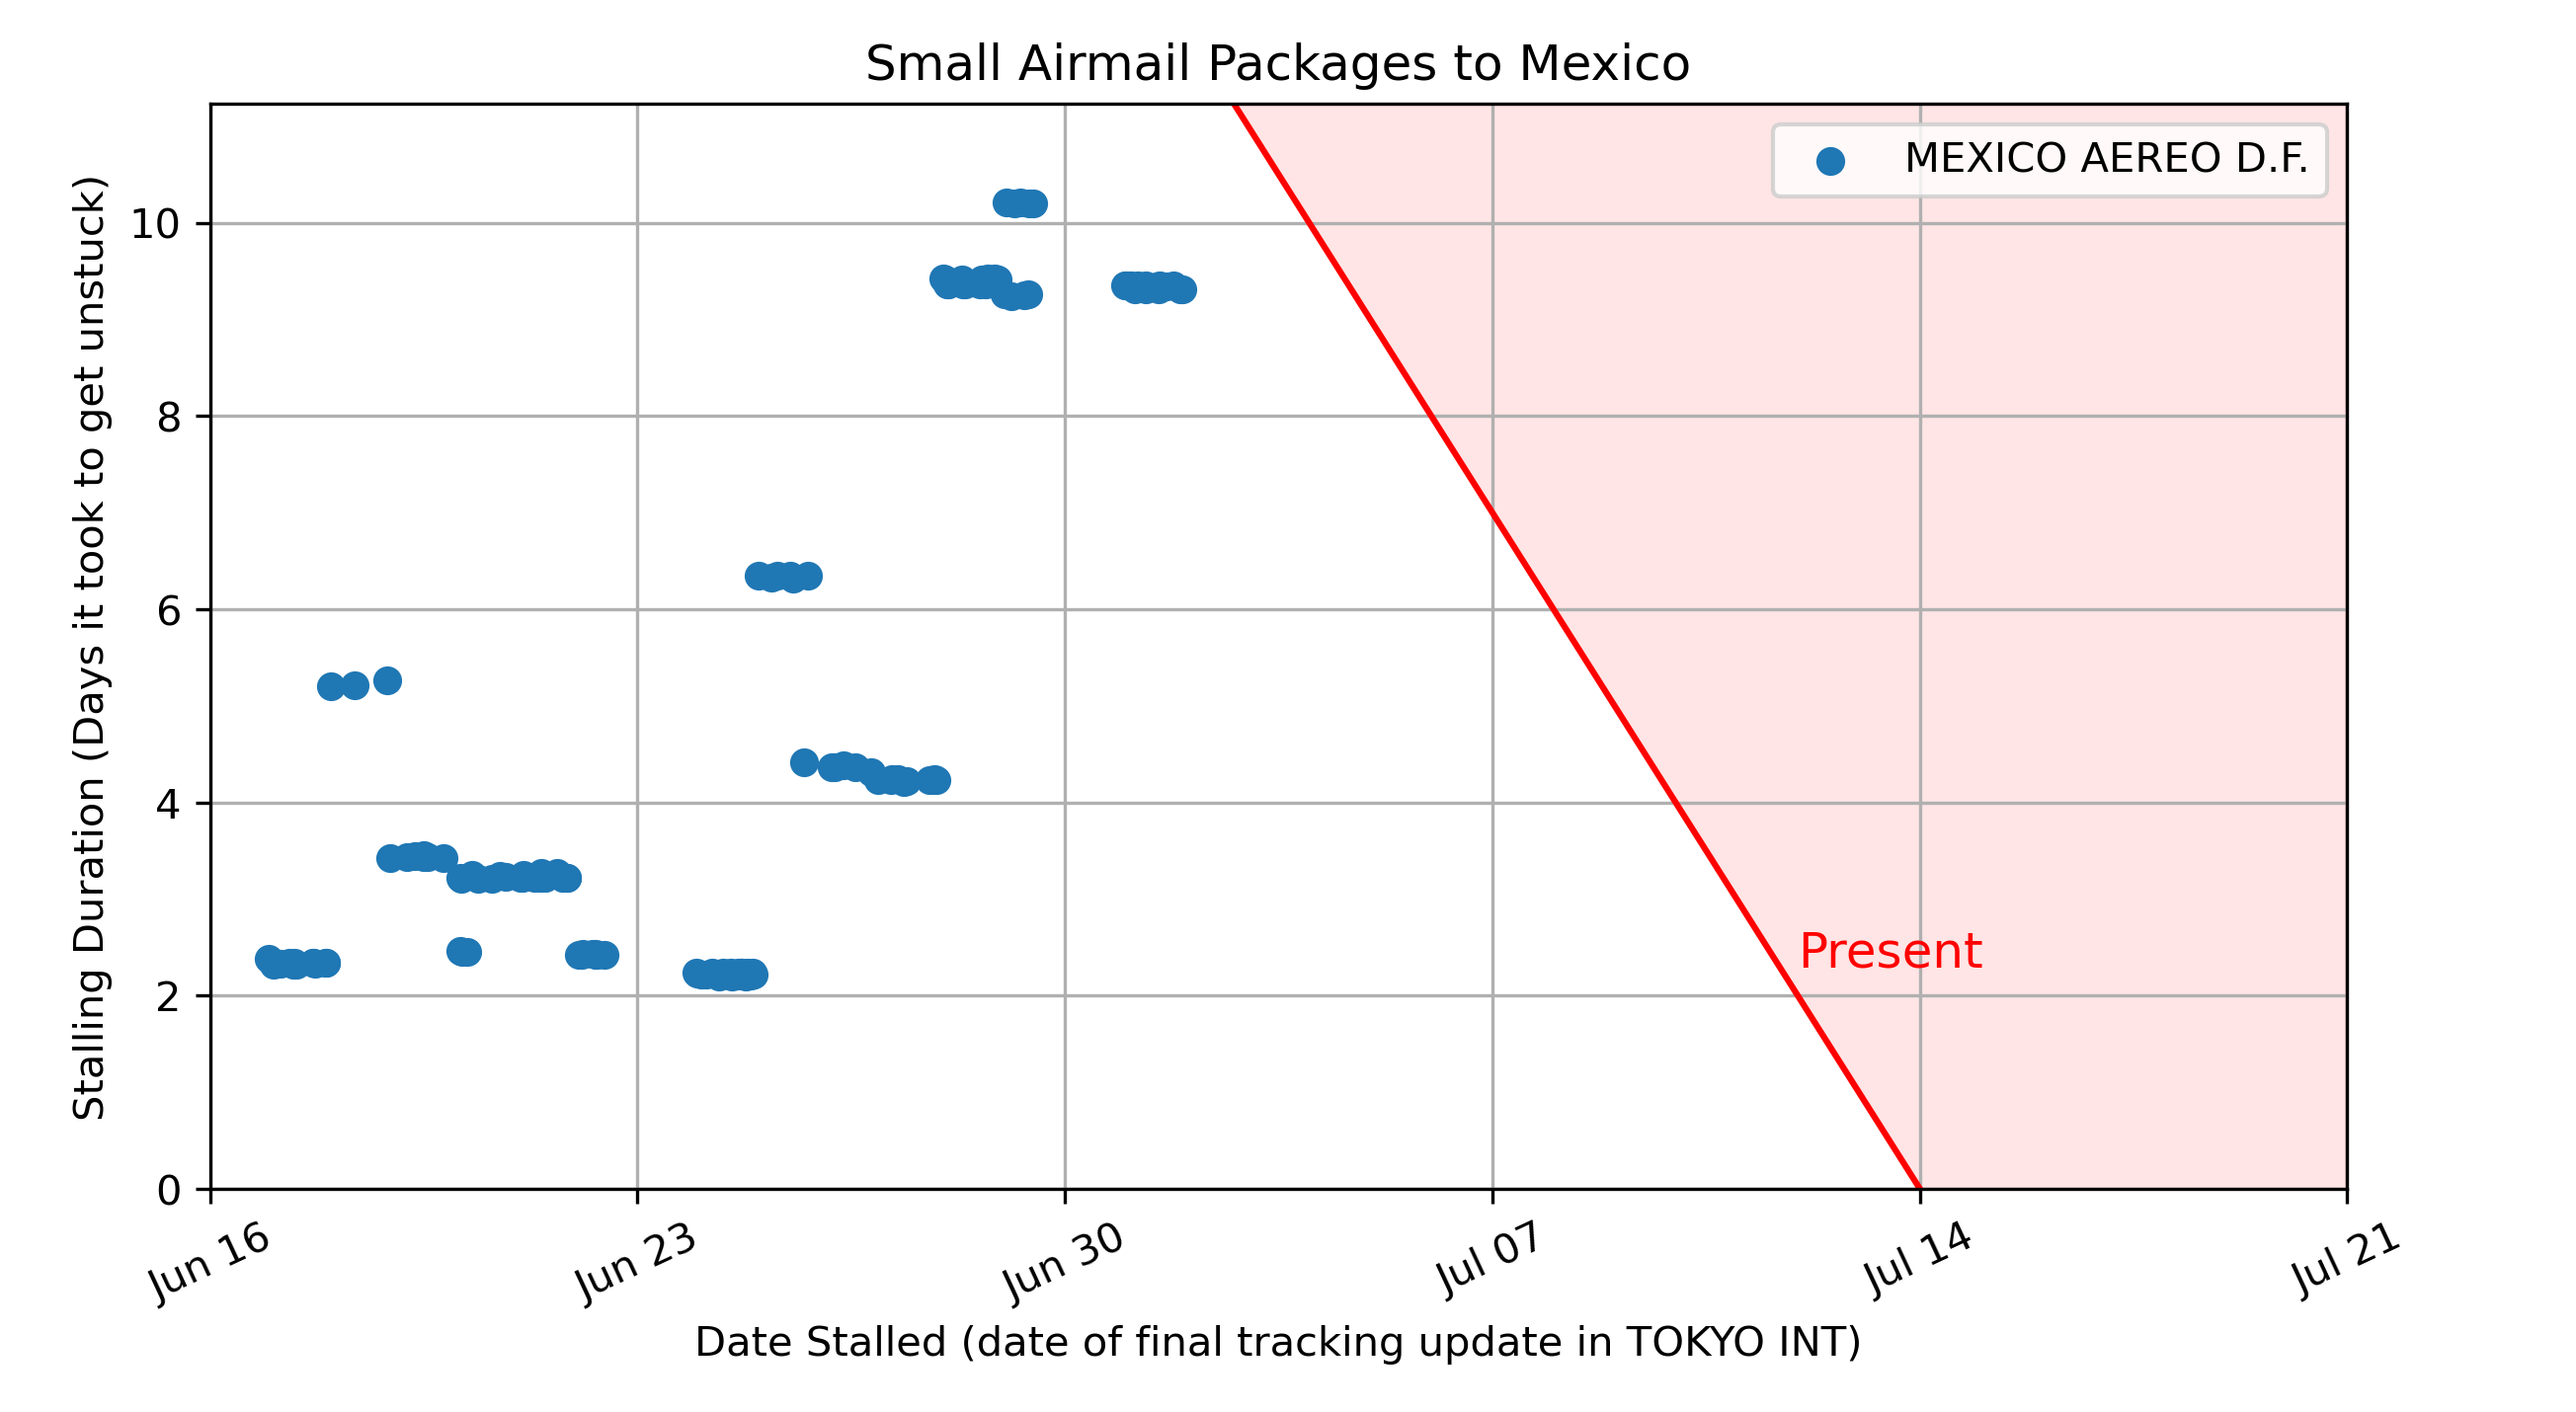 Small Airmail Packages to Mexico
MEXICO AEREO D.F.
Stalling Duration (Days it took to get unstuck)
10
8
6
4
2
0
Present
Jun 16
Jun 23
Jun 30
Jul 07
Jul 14
Jul 21
Date Stalled (date of final tracking update in TOKYO INT)